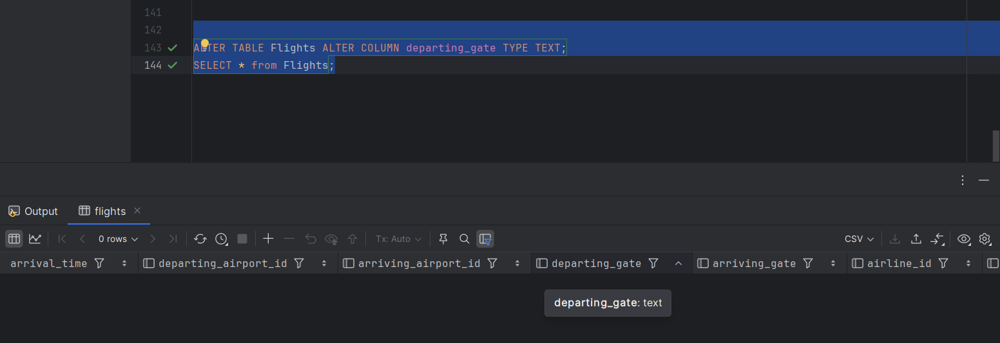 141
142
143 ALTER TABLE Flights ALTER COLUMN departing_gate TYPE TEXT;
144 SELECT * from Flights;
Output flights
0 rows Tx: Auto CSV
arrival_time departing_airport_id arriving_airport_id departing_gate arriving_gate airline_id
departing_gate: text